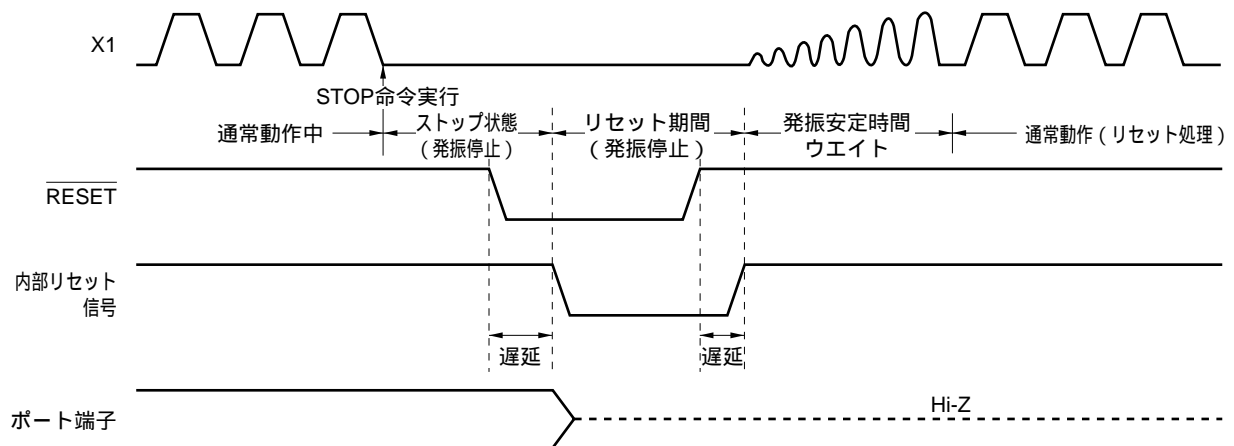 X1
STOP命令実行
通常動作中
ストップ状態
（発振停止）
リセット期間
（発振停止）
発振安定時間
ウエイト
通常動作（リセット処理）
RESET
内部リセット
信号
遅延
遅延
ポート端子
Hi-Z